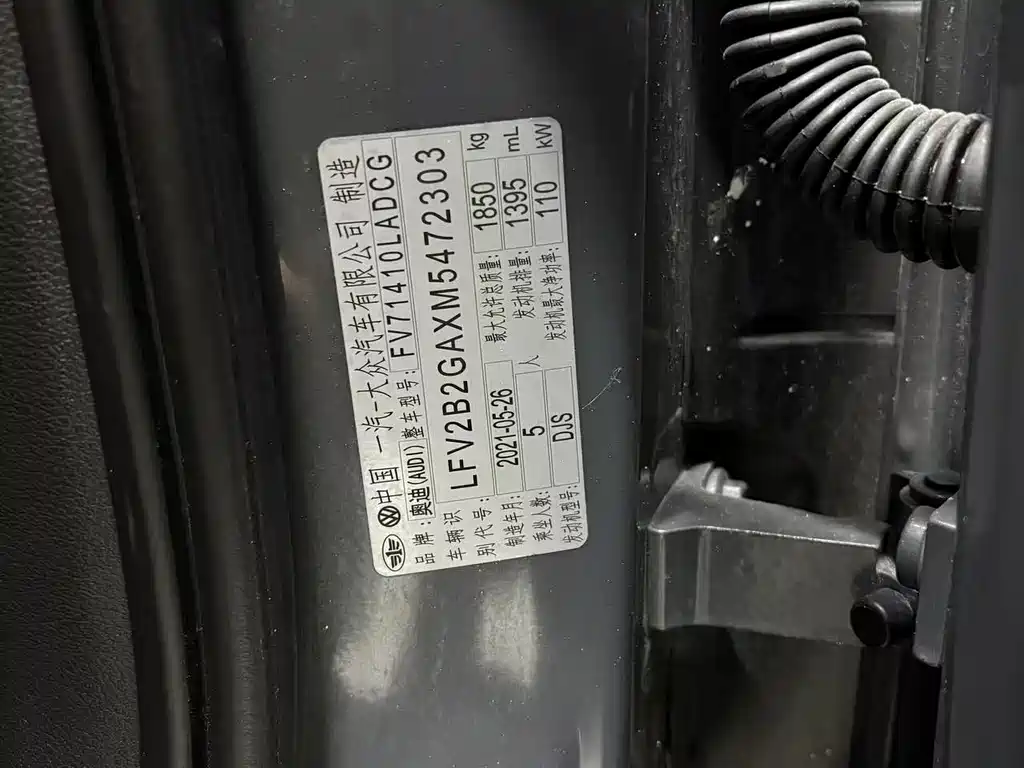 中国一汽-大众汽车有限公司 制造
品牌:奥迪(AUDI) 整车型号: FV71410LADCG
车辆识别代号: LFV2B2GAXM5472303
制造年月: 2021-05-26 最大允许总质量: 1850 kg
乘坐人数: 5 人 发动机排量: 1395 mL
发动机型号: DJS 发动机最大净功率: 110 kW